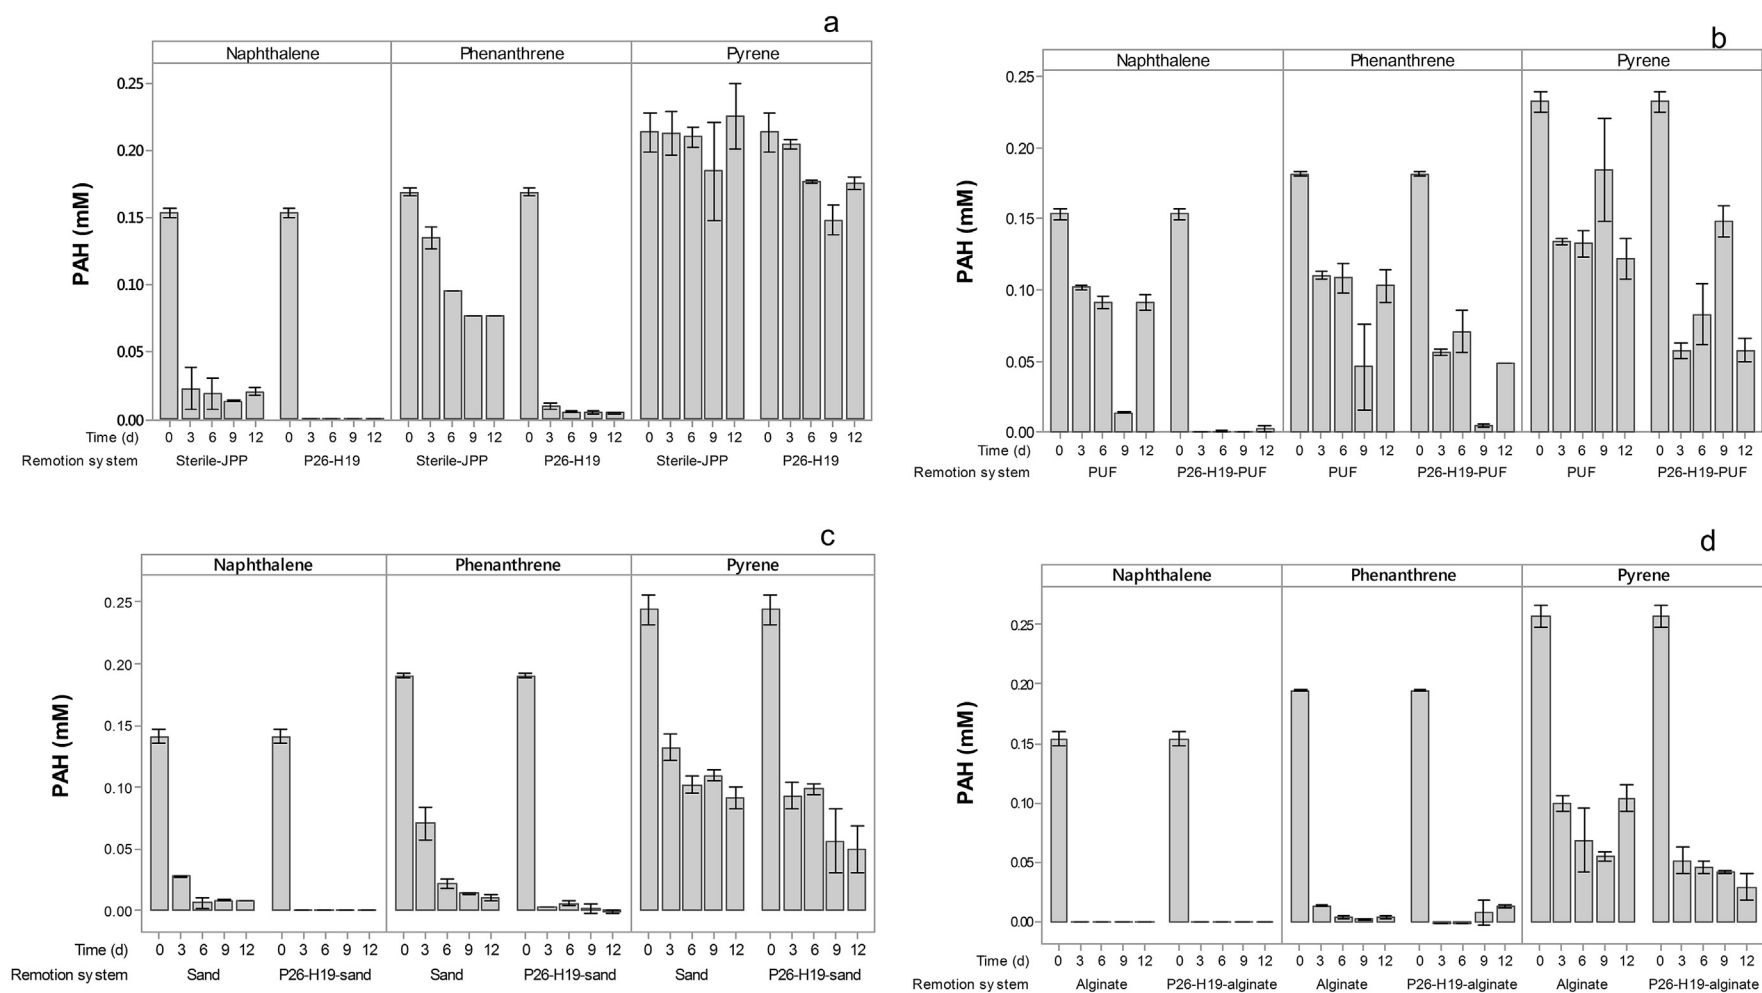 a
Naphthalene Phenanthrene Pyrene
0.25
0.20
0.15
0.10
0.05
0.00
PAH (mM)
Time (d) 0 3 6 9 12 0 3 6 9 12 0 3 6 9 12 0 3 6 9 12 0 3 6 9 12 0 3 6 9 12
Remotion system Sterile-JPP P26-H19 Sterile-JPP P26-H19 Sterile-JPP P26-H19
b
Naphthalene Phenanthrene Pyrene
0.25
0.20
0.15
0.10
0.05
0.00
PAH (mM)
Time (d) 0 3 6 9 12 0 3 6 9 12 0 3 6 9 12 0 3 6 9 12 0 3 6 9 12 0 3 6 9 12
Remotion system PUF P26-H19-PUF PUF P26-H19-PUF PUF P26-H19-PUF
c
Naphthalene Phenanthrene Pyrene
0.25
0.20
0.15
0.10
0.05
0.00
PAH (mM)
Time (d) 0 3 6 9 12 0 3 6 9 12 0 3 6 9 12 0 3 6 9 12 0 3 6 9 12 0 3 6 9 12
Remotion system Sand P26-H19-sand Sand P26-H19-sand Sand P26-H19-sand
d
Naphthalene Phenanthrene Pyrene
0.25
0.20
0.15
0.10
0.05
0.00
PAH (mM)
Time (d) 0 3 6 9 12 0 3 6 9 12 0 3 6 9 12 0 3 6 9 12 0 3 6 9 12 0 3 6 9 12
Remotion system Alginate P26-H19-alginate Alginate P26-H19-alginate Alginate P26-H19-alginate